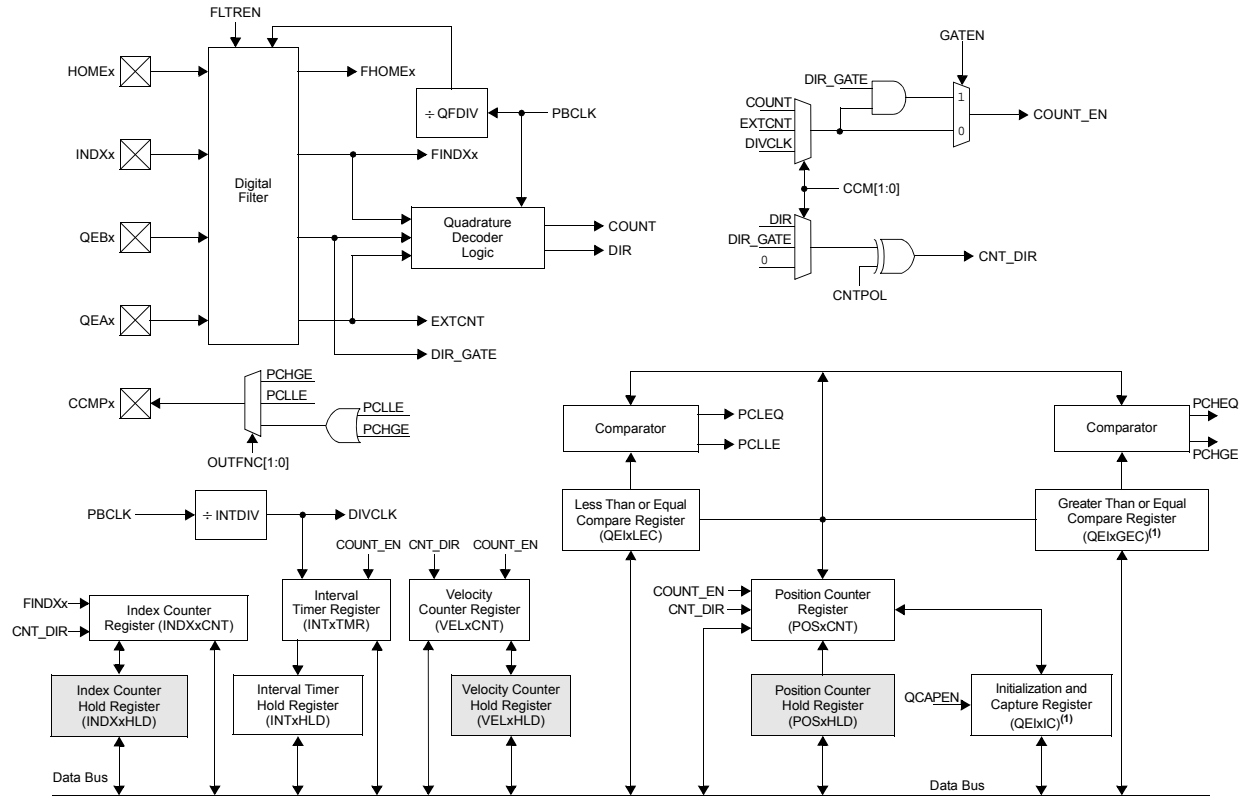 FLTREN
HOMEx
FHOMEx
÷ QFDIV
PBCLK
INDXx
FINDXx
Digital
Filter
QEBx
Quadrature
Decoder
Logic
COUNT
DIR
QEAx
EXTCNT
DIR_GATE
GATEN
DIR_GATE
COUNT
EXTCNT
DIVCLK
1
0
COUNT_EN
CCM[1:0]
DIR
DIR_GATE
0
CNT_DIR
CNTPOL
CCMPx
PCHGE
PCLLE
PCLLE
PCHGE
OUTFNC[1:0]
Comparator
PCLEQ
PCLLE
Comparator
PCHEQ
PCHGE
PBCLK
÷ INTDIV
DIVCLK
Less Than or Equal
Compare Register
(QEIxLEC)
Greater Than or Equal
Compare Register
(QEIxGEC)(1)
COUNT_EN
CNT_DIR
COUNT_EN
FINDXx
CNT_DIR
Index Counter
Register (INDXxCNT)
Interval
Timer Register
(INTxTMR)
Velocity
Counter Register
(VELxCNT)
COUNT_EN
CNT_DIR
Position Counter
Register
(POSxCNT)
Index Counter
Hold Register
(INDXxHLD)
Interval Timer
Hold Register
(INTxHLD)
Velocity Counter
Hold Register
(VELxHLD)
Position Counter
Hold Register
(POSxHLD)
QCAPEN
Initialization and
Capture Register
(QEIxIC)(1)
Data Bus
Data Bus